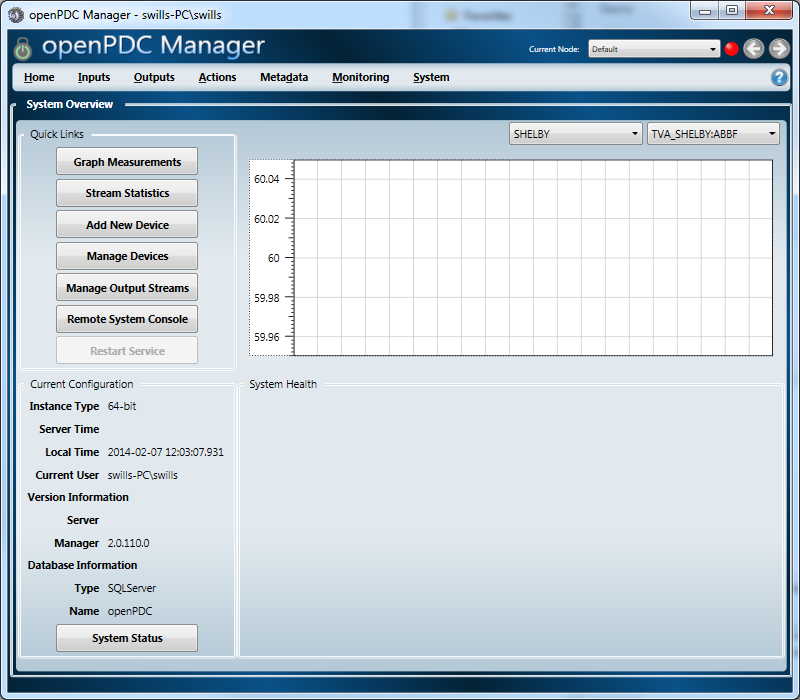 openPDC Manager - swills-PC\swills
openPDC Manager
Current Node: Default
Home Inputs Outputs Actions Metadata Monitoring System
System Overview
Quick Links
SHELBY TVA_SHELBY:ABBF
Graph Measurements
Stream Statistics
Add New Device
Manage Devices
Manage Output Streams
Remote System Console
Restart Service
60.04
60.02
60
59.98
59.96
Current Configuration
Instance Type 64-bit
Server Time
Local Time 2014-02-07 12:03:07.931
Current User swills-PC\swills
Version Information
Server
Manager 2.0.110.0
Database Information
Type SQLServer
Name openPDC
System Status
System Health